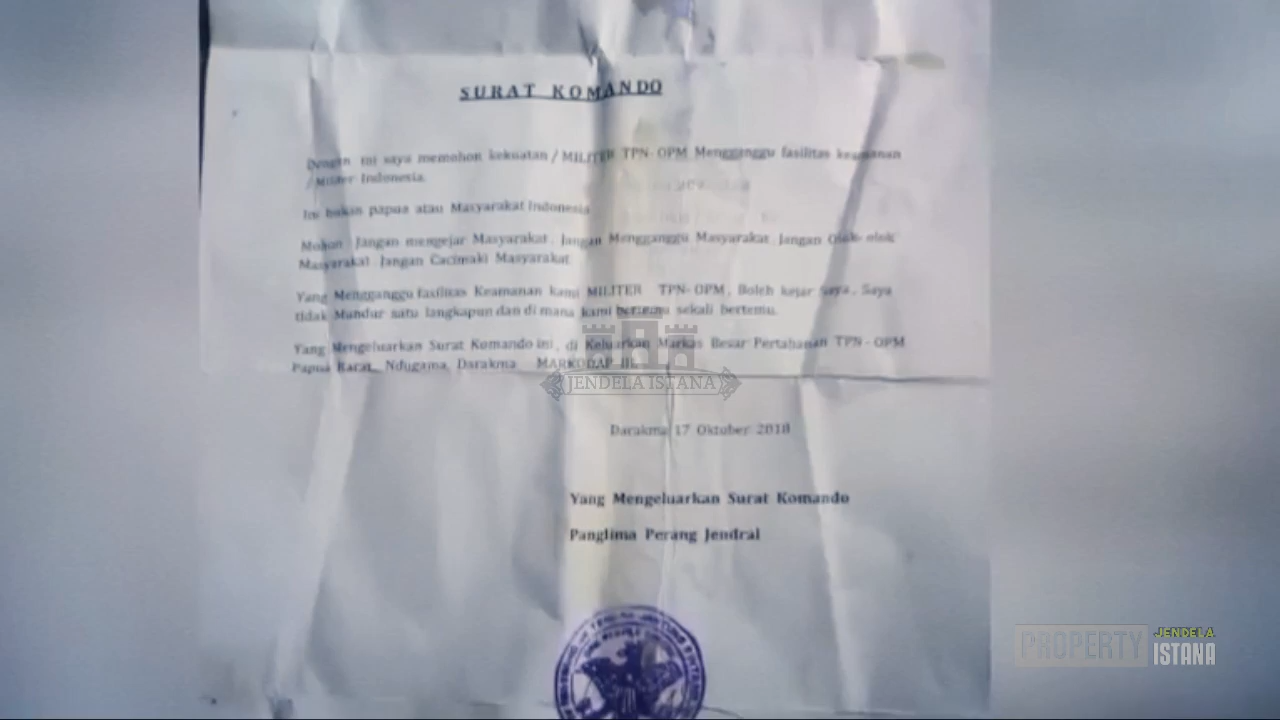 SURAT KOMANDO
Dengan ini saya memohon kekuatan / MILITER TPN-OPM Mengganggu fasilitas keamanan
/ Militer Indonesia.
Ini bukan papua atau Masyarakat Indonesia
Mohon Jangan mengejar Masyarakat, Jangan Mengganggu Masyarakat Jangan Olok-olok
Masyarakat Jangan Cacimaki Masyarakat
Yang Mengganggu fasilitas Keamanan kami MILITER TPN-OPM, Boleh kejar saya, Saya
tidak Mundur satu langkapun dan di mana kami bertemu sekali bertemu.
Yang Mengeluarkan Surat Komando ini, di Keluarkan Markas Besar Pertahanan TPN-OPM
Papua Barat, Ndugama, Darakma MARKODAP III.
JENDELA ISTANA
Darakma 17 Oktober 2018
Yang Mengeluarkan Surat Komando
Panglima Perang Jendral
PROPERTY JENDELA ISTANA